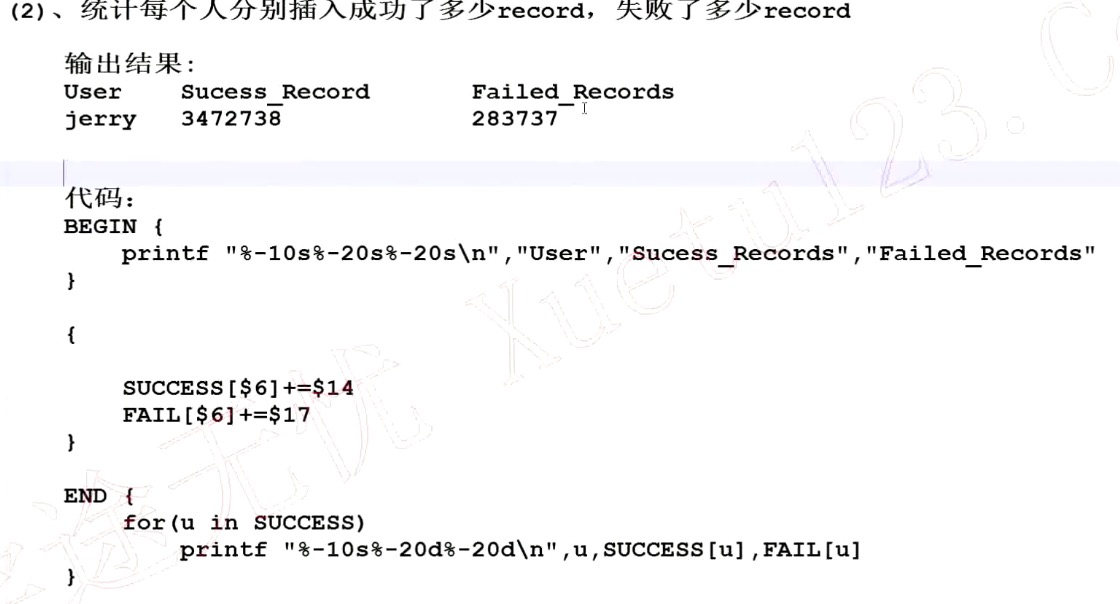 (2)、统计每个人分别插入成功了多少record，失败了多少record
输出结果:
User    Sucess_Record             Failed_Records
jerry   3472738                   283737
代码:
BEGIN {
    printf "%-10s%-20s%-20s\n","User","Sucess_Records","Failed_Records"
}
{
    SUCCESS[$6]+=$14
    FAIL[$6]+=$17
}
END {
    for(u in SUCCESS)
        printf "%-10s%-20d%-20d\n",u,SUCCESS[u],FAIL[u]
}
途无忧 Xuetu123.C